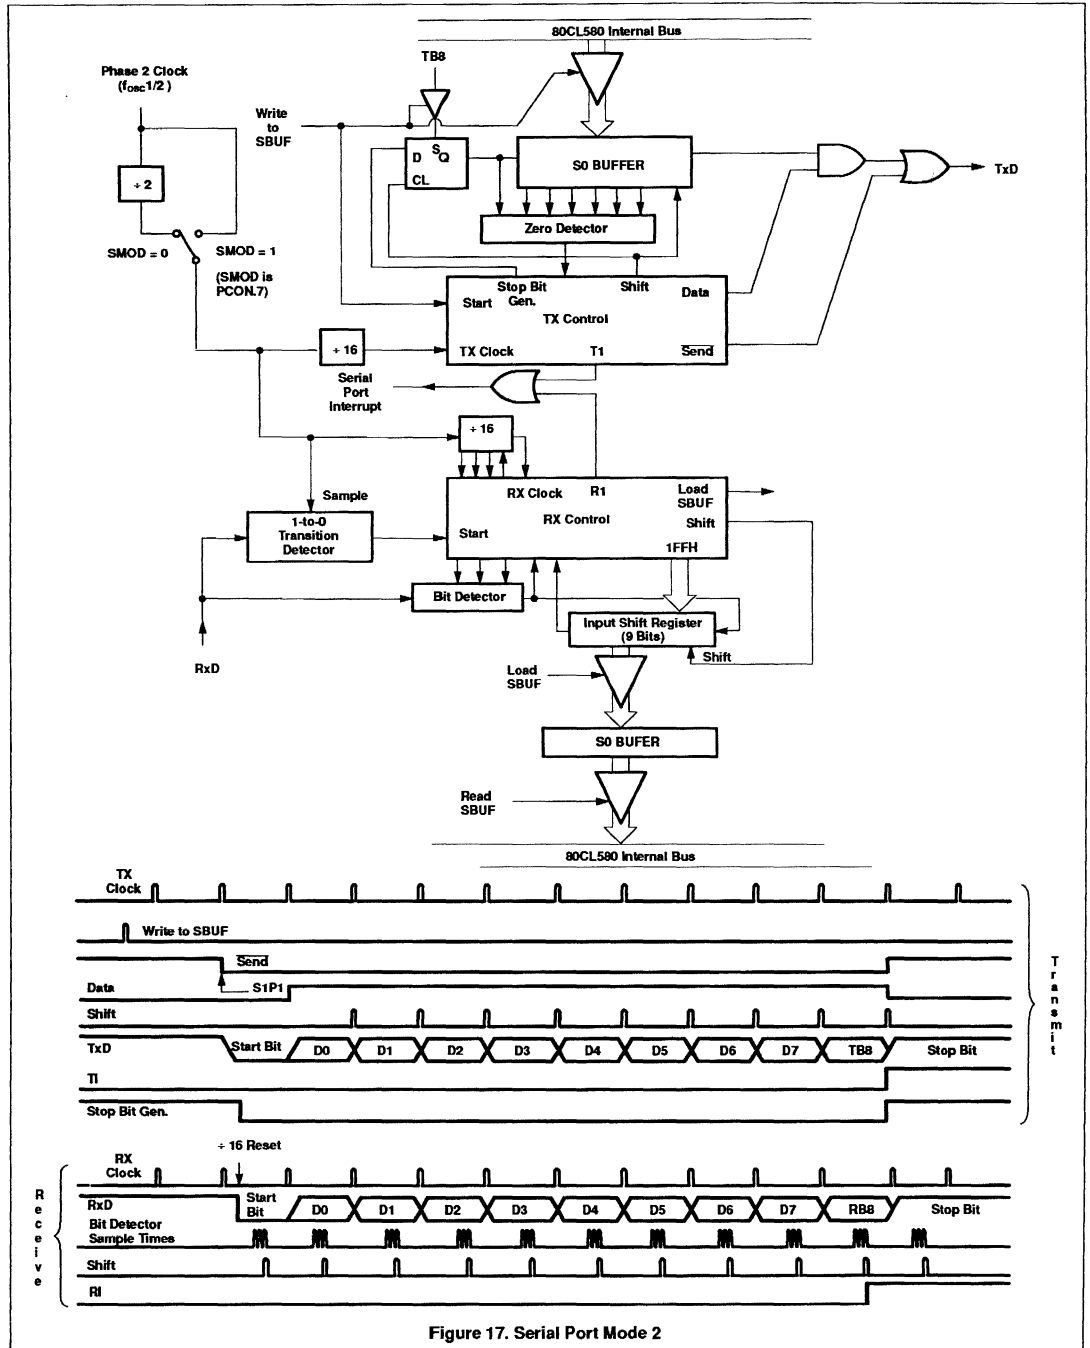 80CL580 Internal Bus
TB8
Phase 2 Clock
(fOSC1/2 )
Write
to
SBUF
D
S
Q
CL
S0 BUFFER
TxD
÷ 2
Zero Detector
SMOD = 0
SMOD = 1
(SMOD is
PCON.7)
Stop Bit
Gen.
Shift
Data
Start
TX Control
÷ 16
TX Clock
T1
Send
Serial
Port
Interrupt
÷ 16
RX Clock
R1
Load
SBUF
Sample
RX Control
Shift
1-to-0
Transition
Detector
Start
1FFH
Bit Detector
Input Shift Register
(9 Bits)
Shift
RxD
Load
SBUF
S0 BUFER
Read
SBUF
80CL580 Internal Bus
TX
Clock
Write to SBUF
Send
S1P1
Data
Shift
TxD
Start Bit
D0
D1
D2
D3
D4
D5
D6
D7
TB8
Stop Bit
TI
Stop Bit Gen.
Transmit
÷ 16 Reset
RX
Clock
RxD
Start
Bit
D0
D1
D2
D3
D4
D5
D6
D7
RB8
Stop Bit
Bit Detector
Sample Times
Shift
RI
Receive
Figure 17. Serial Port Mode 2